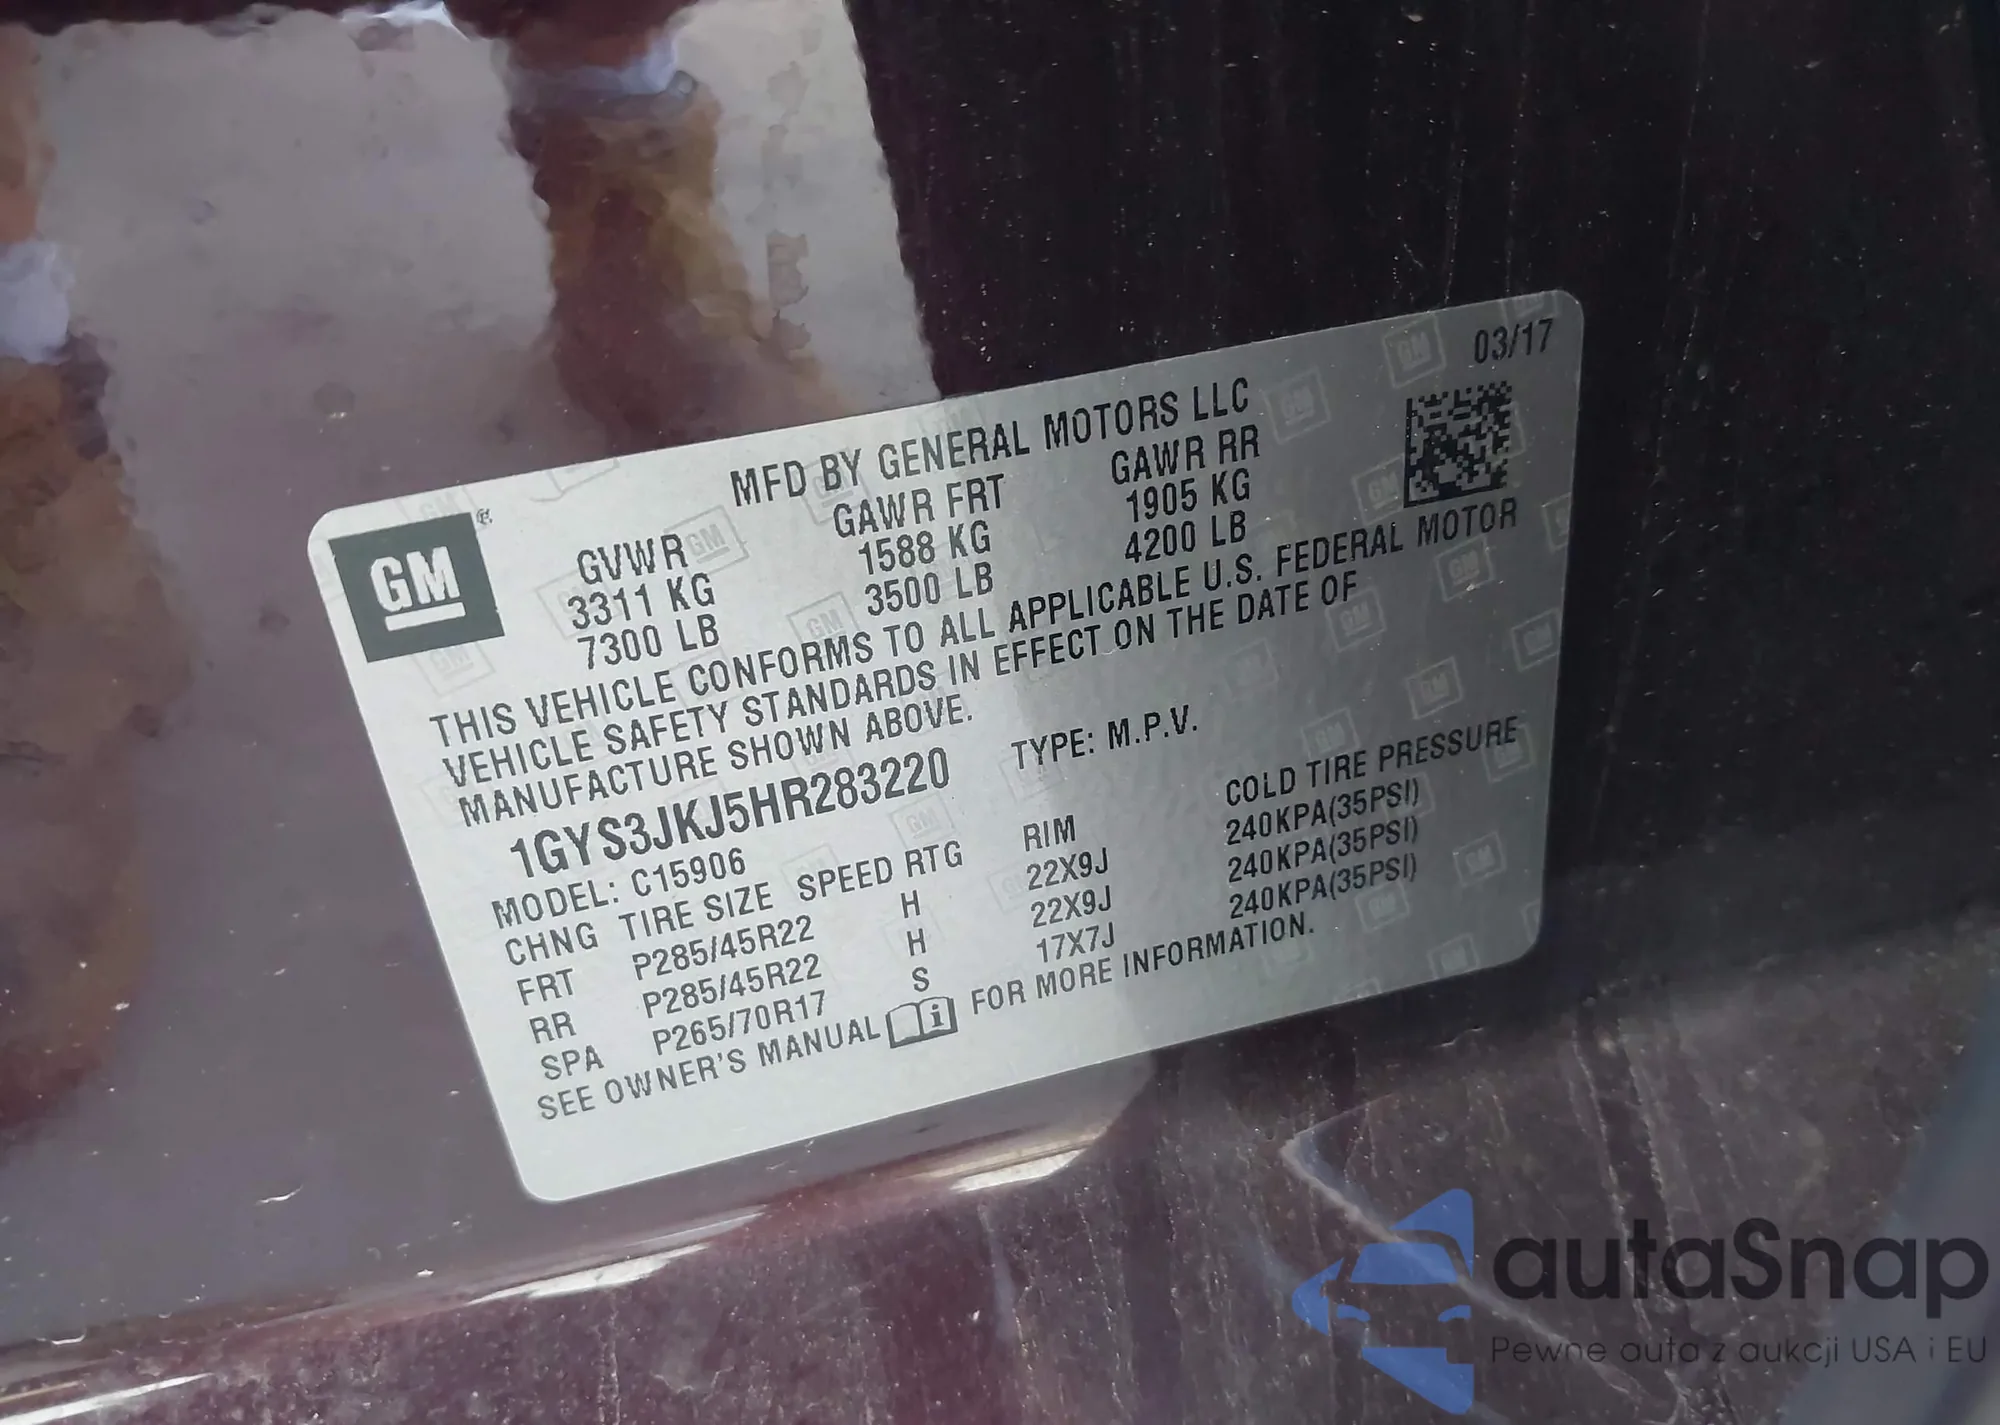 03/17
MFD BY GENERAL MOTORS LLC
GM ®
GVWR GAWR FRT GAWR RR
3311 KG 1588 KG 1905 KG
7300 LB 3500 LB 4200 LB
THIS VEHICLE CONFORMS TO ALL APPLICABLE U.S. FEDERAL MOTOR
VEHICLE SAFETY STANDARDS IN EFFECT ON THE DATE OF
MANUFACTURE SHOWN ABOVE.
1GYS3JKJ5HR283220 TYPE: M.P.V.
MODEL: C15906
CHNG TIRE SIZE SPEED RTG RIM COLD TIRE PRESSURE
FRT P285/45R22 H 22X9J 240KPA(35PSI)
RR P285/45R22 H 22X9J 240KPA(35PSI)
SPA P265/70R17 S 17X7J 240KPA(35PSI)
SEE OWNER'S MANUAL i FOR MORE INFORMATION.
autaSnap
Pewne auta z aukcji USA i EU